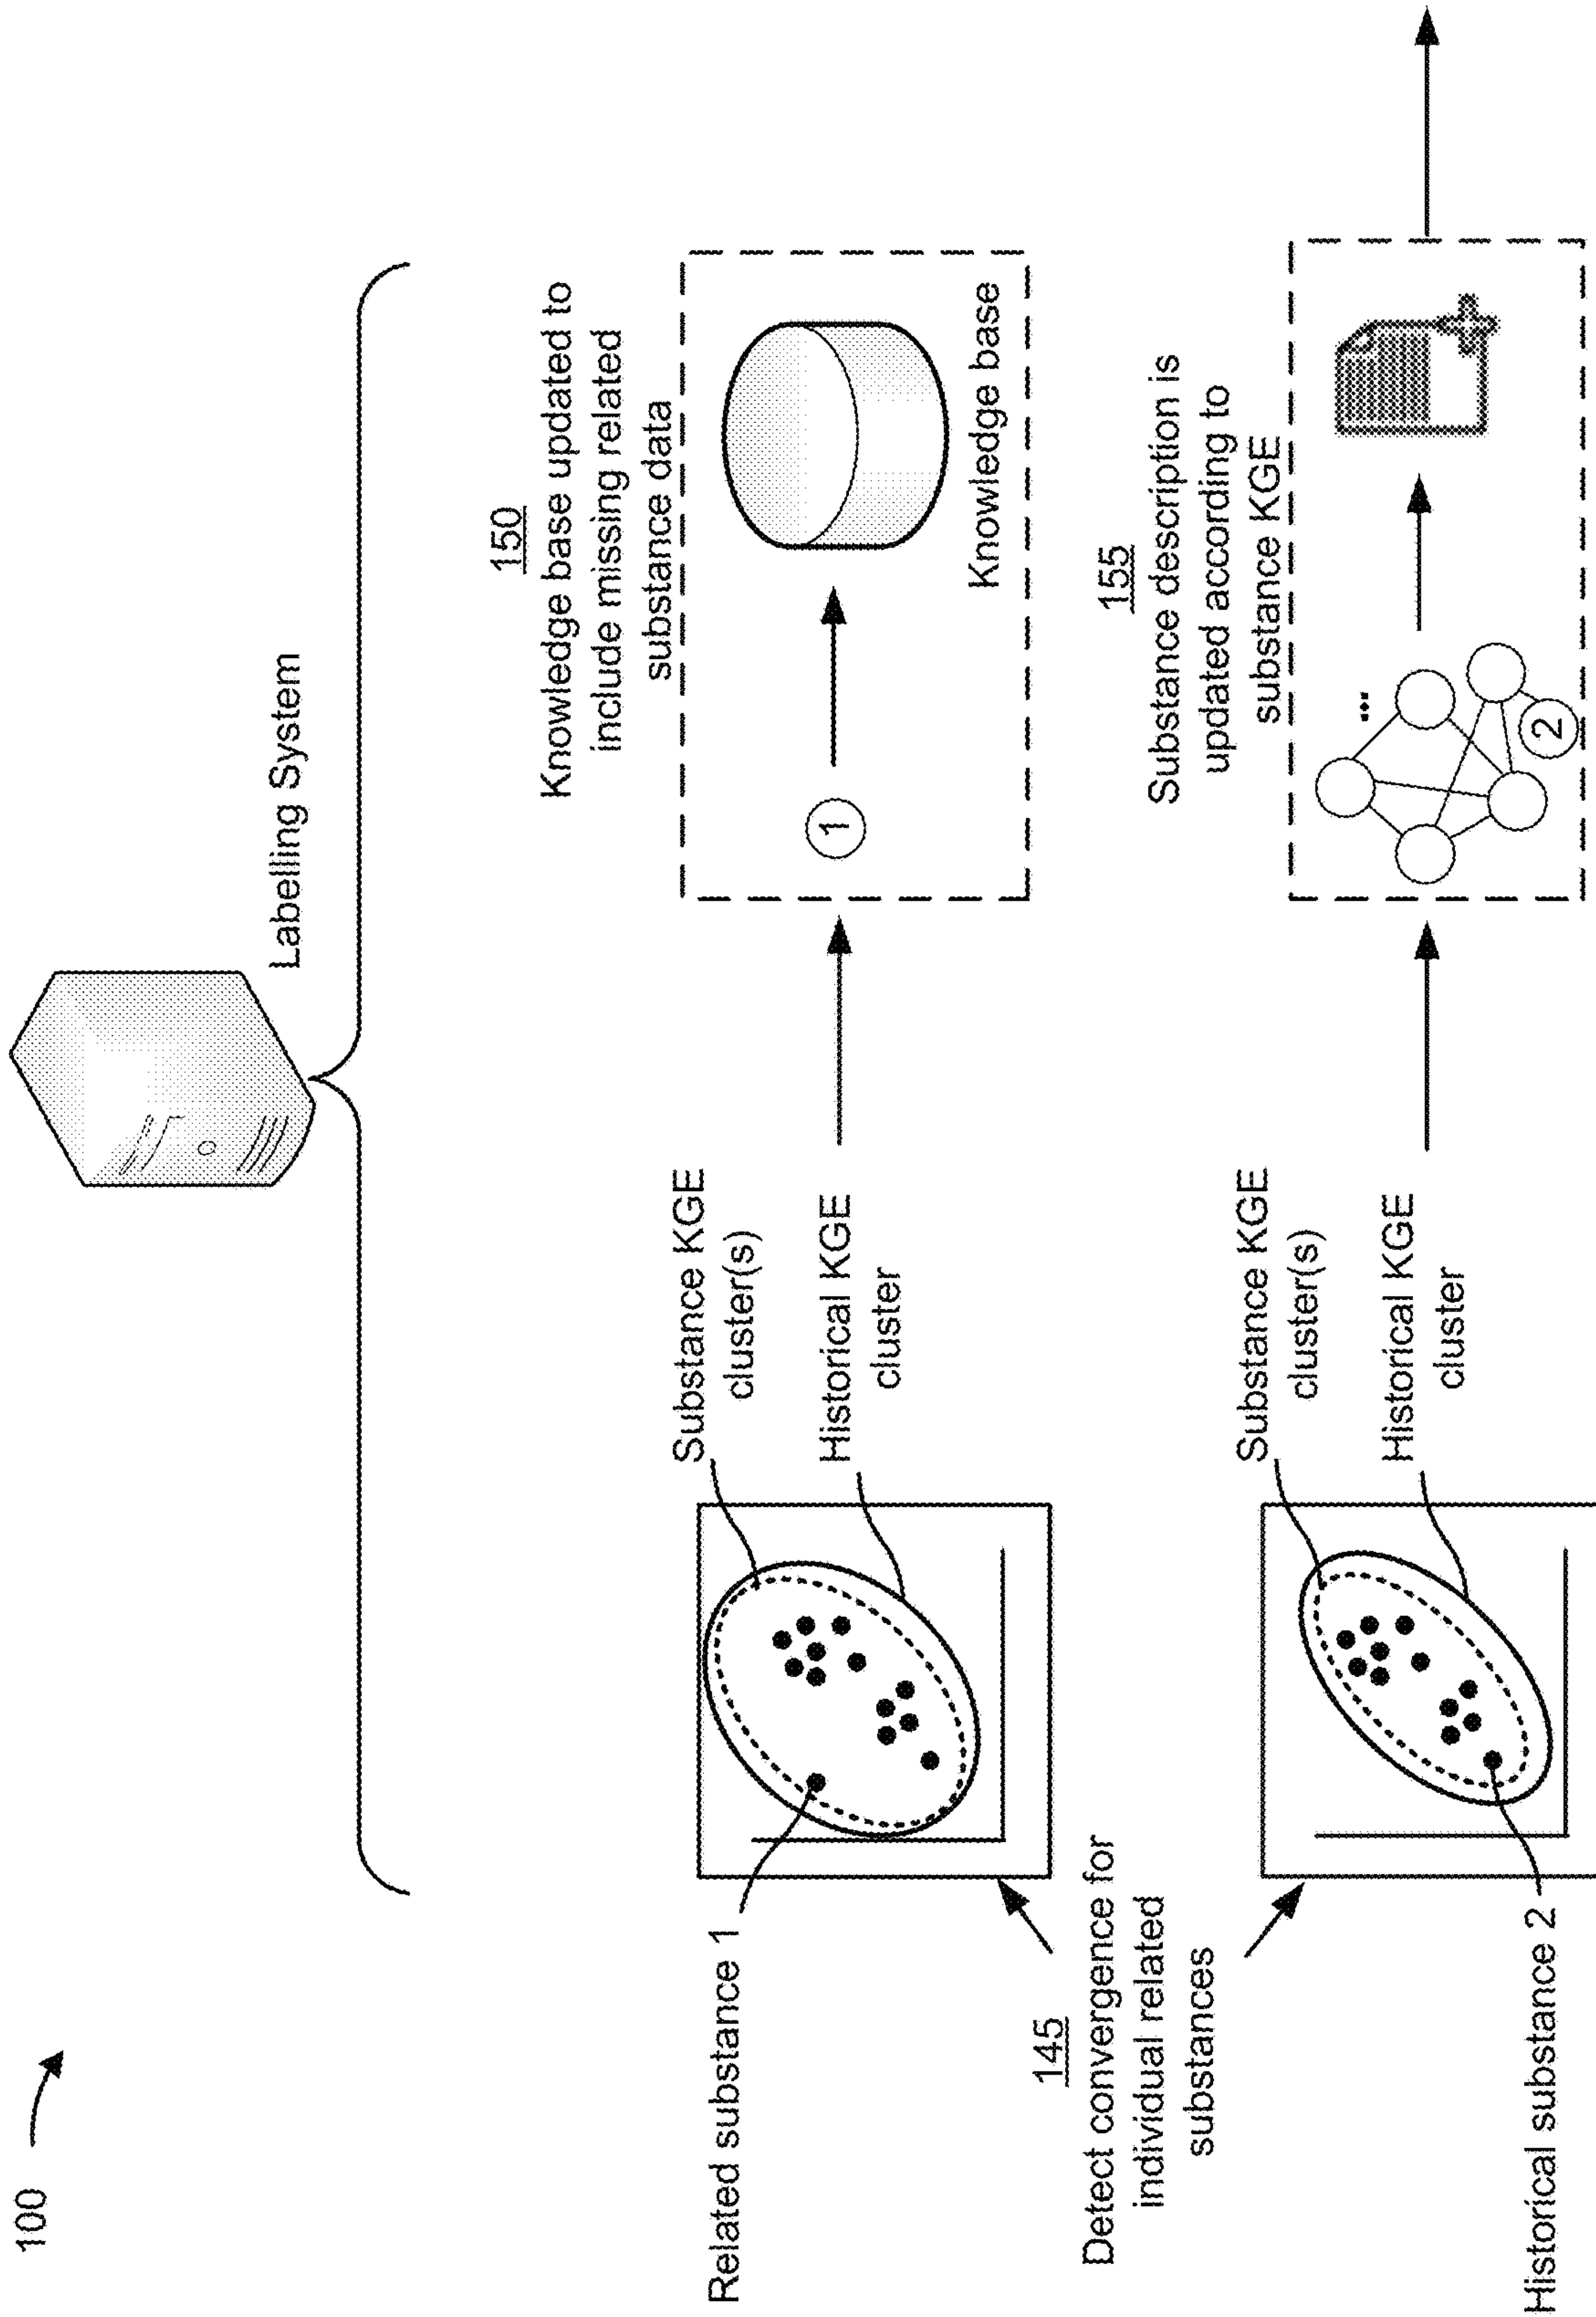 100
Labelling System
150
Knowledge base updated to
include missing related
substance data
Related substance 1
Substance KGE
cluster(s)
Historical KGE
cluster
1
Knowledge base
145
Detect convergence for
individual related
substances
155
Substance description is
updated according to
substance KGE
Historical substance 2
Substance KGE
cluster(s)
Historical KGE
cluster
...
2